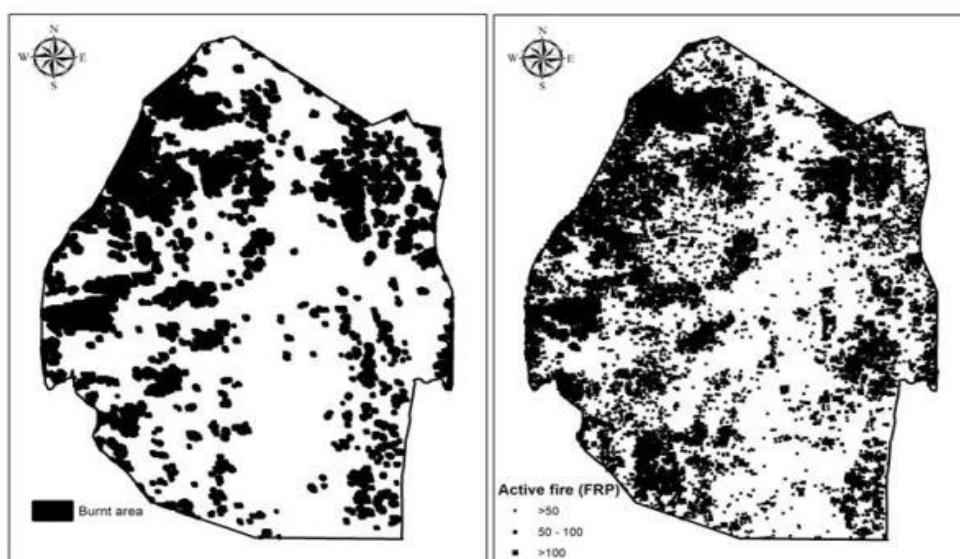 N
W E
S
Burnt area
N
W E
S
Active fire (FRP)
>50
50 - 100
>100